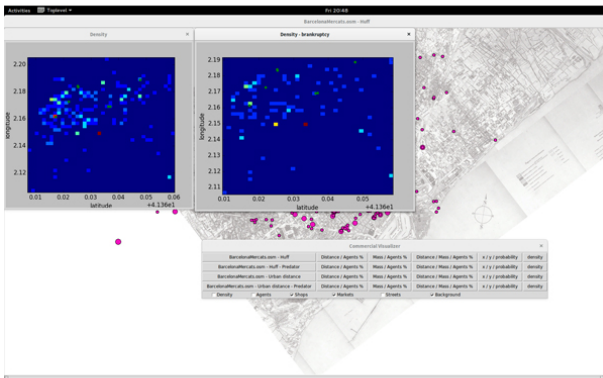 Activities Toplevel Fri 20:46
BarcelonaMercats.osm - Huff
Density ×
Density - brankruptcy ×
2.20
2.18
2.16
2.14
2.12
longitude
0.01 0.02 0.03 0.04 0.05 0.06
latitude +4.136e1
2.19
2.18
2.17
2.16
2.15
2.14
2.13
2.12
2.11
longitude
0.01 0.02 0.03 0.04 0.05
latitude +4.136e1
Commercial Visualizer ×
BarcelonaMercats.osm - Huff Distance / Agents % Mass / Agents % Distance / Mass / Agents % x / y / probability density
BarcelonaMercats.osm - Huff - Predator Distance / Agents % Mass / Agents % Distance / Mass / Agents % x / y / probability density
BarcelonaMercats.osm - Urban distance Distance / Agents % Mass / Agents % Distance / Mass / Agents % x / y / probability density
BarcelonaMercats.osm - Urban distance - Predator Distance / Agents % Mass / Agents % Distance / Mass / Agents % x / y / probability density
Density Agents Shops Markets Streets Background